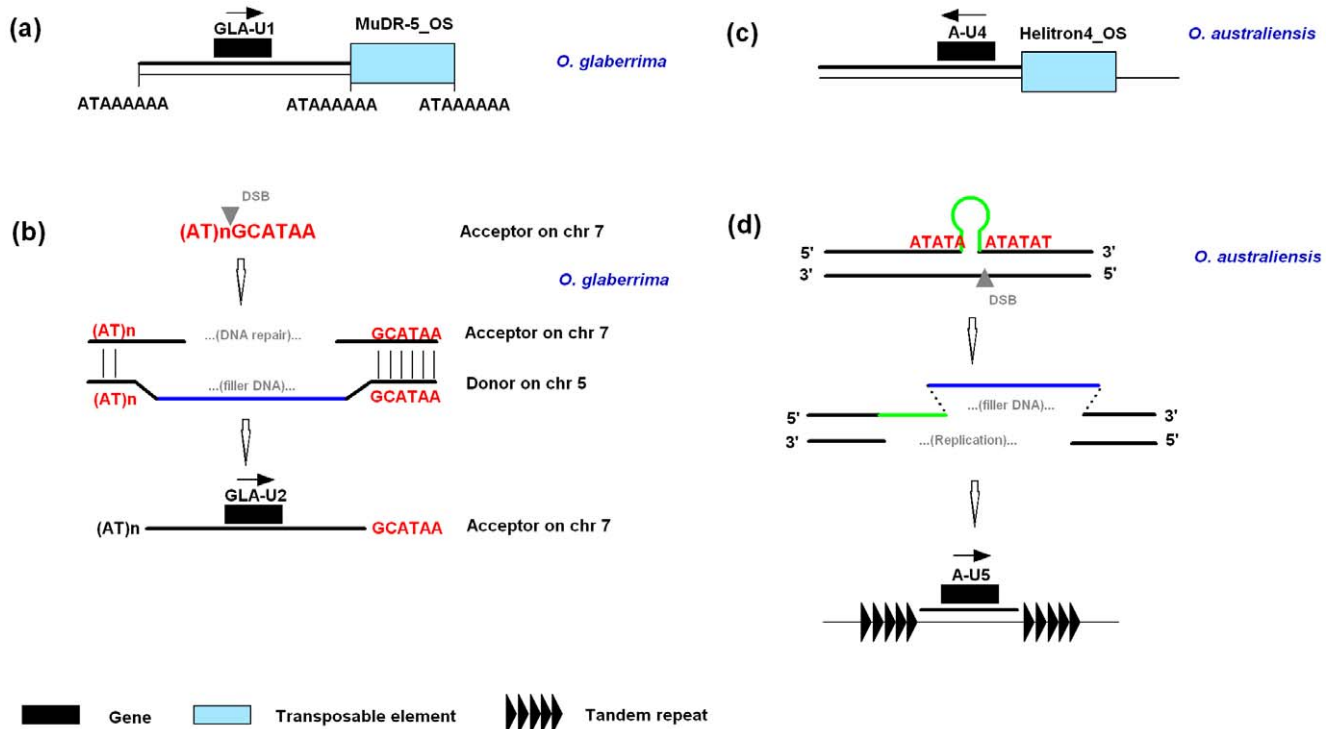 (a)
GLA-U1
MuDR-5_OS
O. glaberrima
ATAAAAAA
ATAAAAAA
ATAAAAAA
(b)
DSB
(AT)nGCATAA
Acceptor on chr 7
O. glaberrima
(AT)n
...(DNA repair)...
GCATAA
Acceptor on chr 7
(AT)n
...(filler DNA)...
GCATAA
Donor on chr 5
GLA-U2
(AT)n
GCATAA
Acceptor on chr 7
(c)
A-U4
Helitron4_OS
O. australiensis
(d)
ATATA
ATATAT
5'
3'
3'
5'
DSB
O. australiensis
...(filler DNA)...
5'
3'
3'
...(Replication)...
5'
A-U5
Gene
Transposable element
Tandem repeat